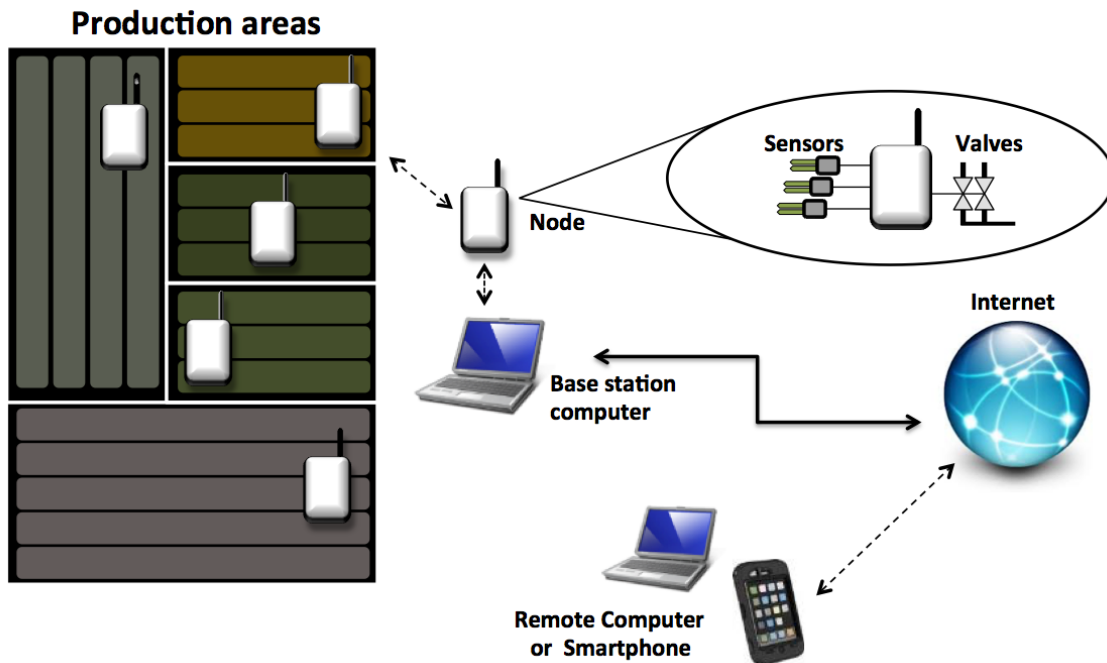 Production areas
Sensors
Valves
Node
Internet
Base station
computer
Remote Computer
or Smartphone